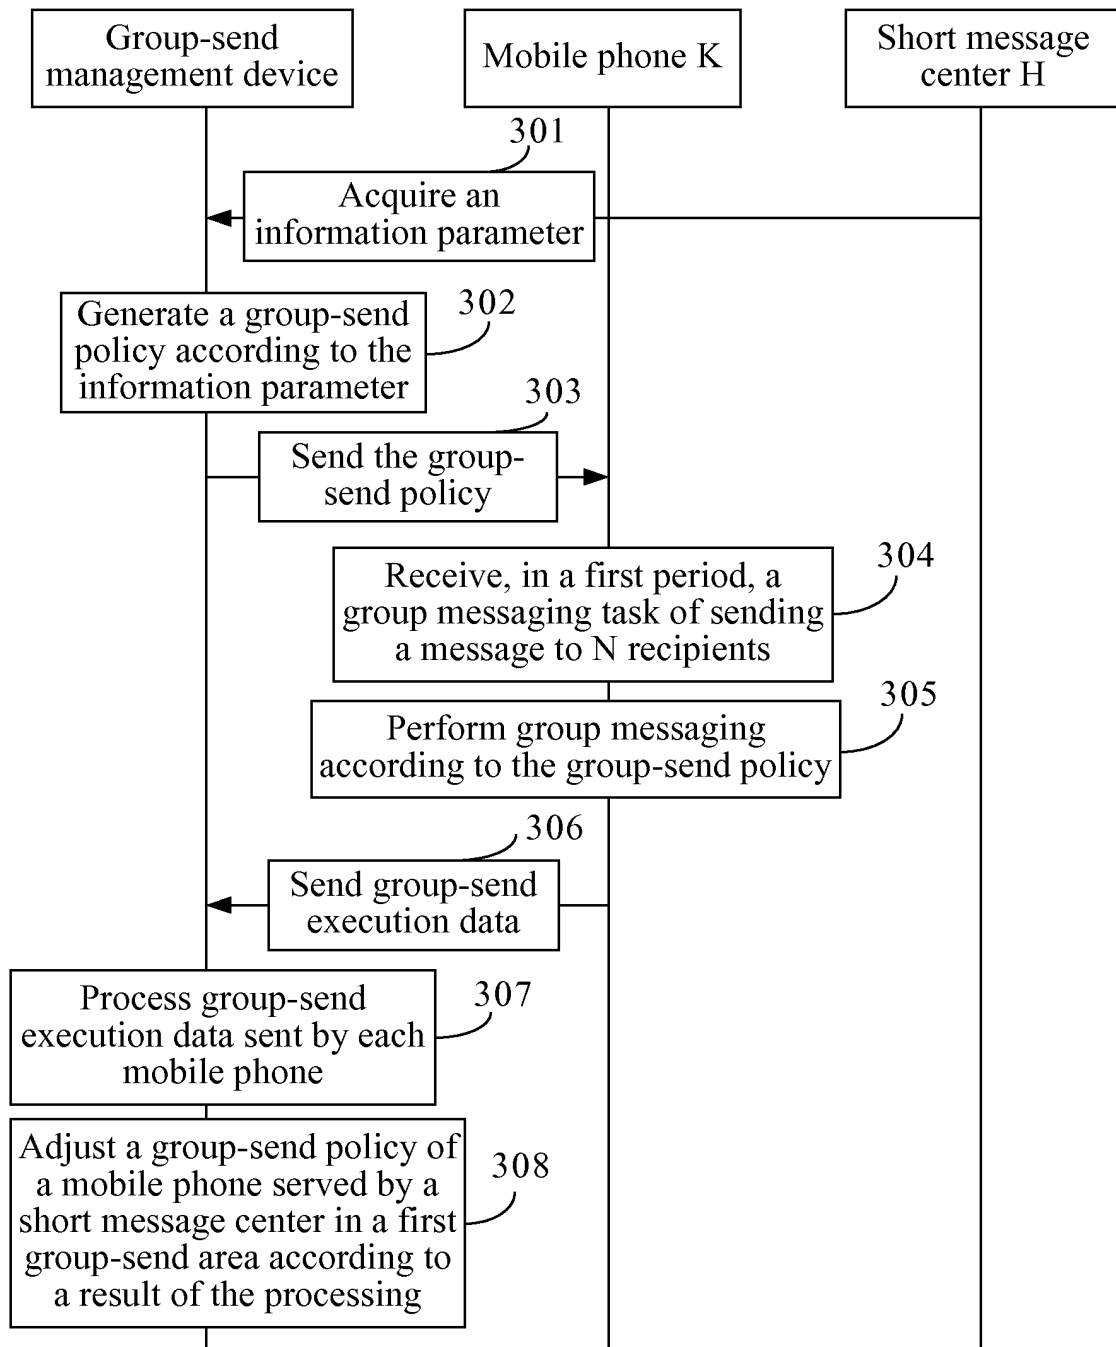 Group-send
management device
Mobile phone K
Short message
center H
301
Acquire an
information parameter
302
Generate a group-send
policy according to the
information parameter
303
Send the group-
send policy
304
Receive, in a first period, a
group messaging task of sending
a message to N recipients
305
Perform group messaging
according to the group-send policy
306
Send group-send
execution data
307
Process group-send
execution data sent by each
mobile phone
308
Adjust a group-send policy of
a mobile phone served by a
short message center in a first
group-send area according to
a result of the processing